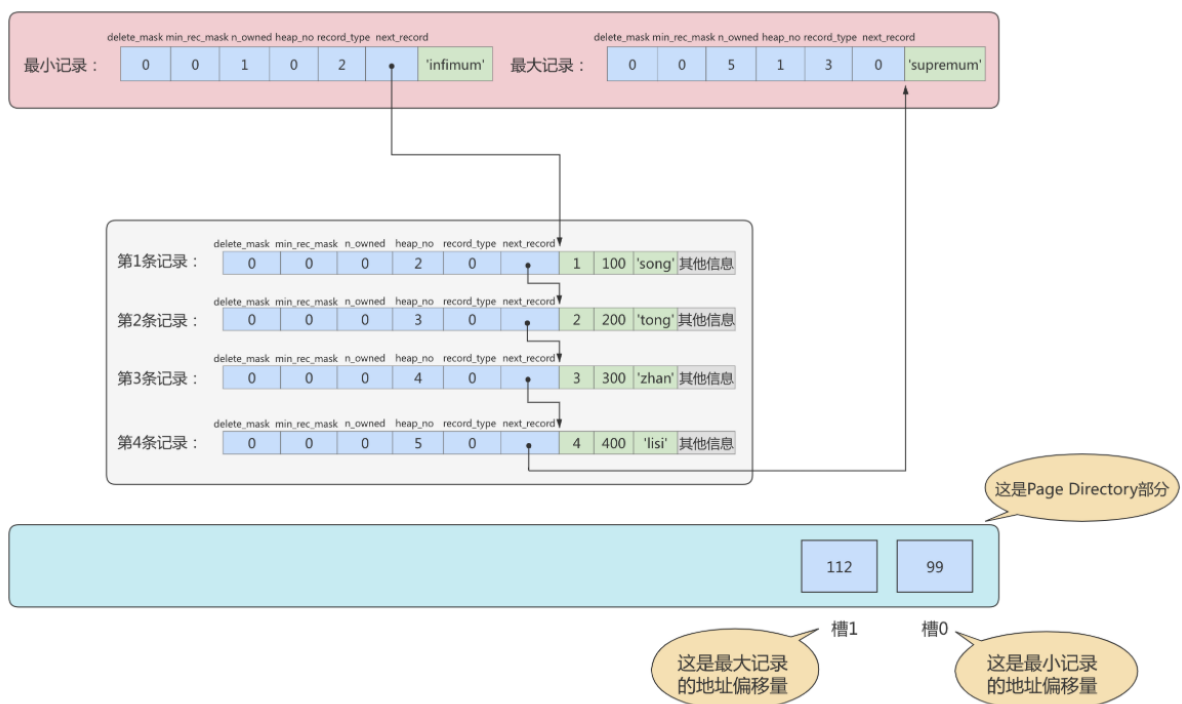 delete_mask min_rec_mask n_owned heap_no record_type next_record
最小记录： 0 0 1 0 2 'infimum'
delete_mask min_rec_mask n_owned heap_no record_type next_record
最大记录： 0 0 5 1 3 0 'supremum'
delete_mask min_rec_mask n_owned heap_no record_type next_record
第1条记录： 0 0 0 2 0 1 100 'song' 其他信息
delete_mask min_rec_mask n_owned heap_no record_type next_record
第2条记录： 0 0 0 3 0 2 200 'tong' 其他信息
delete_mask min_rec_mask n_owned heap_no record_type next_record
第3条记录： 0 0 0 4 0 3 300 'zhan' 其他信息
delete_mask min_rec_mask n_owned heap_no record_type next_record
第4条记录： 0 0 0 5 0 4 400 'lisi' 其他信息
这是Page Directory部分
112 99
槽1 槽0
这是最大记录
的地址偏移量
这是最小记录
的地址偏移量